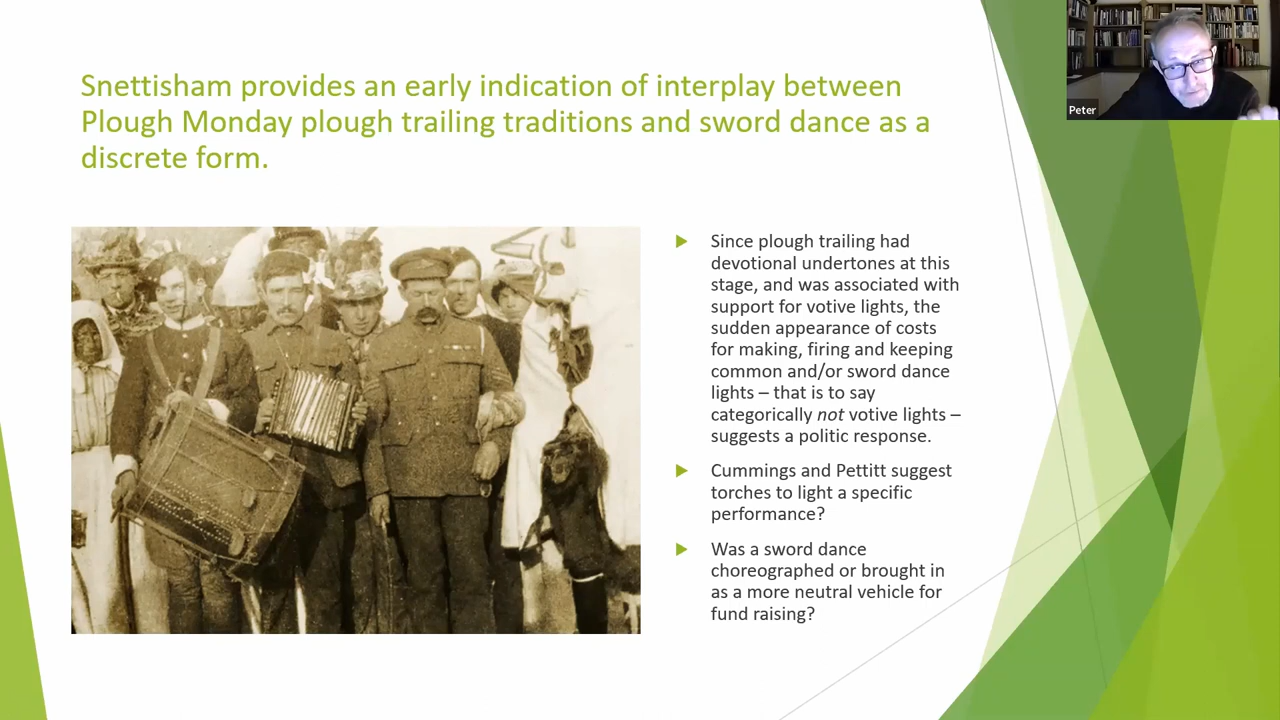 Snettisham provides an early indication of interplay between
Plough Monday plough trailing traditions and sword dance as a
discrete form.
Since plough trailing had
devotional undertones at this
stage, and was associated with
support for votive lights, the
sudden appearance of costs
for making, firing and keeping
common and/or sword dance
lights – that is to say
categorically not votive lights –
suggests a politic response.
Cummings and Pettitt suggest
torches to light a specific
performance?
Was a sword dance
choreographed or brought in
as a more neutral vehicle for
fund raising?
Peter